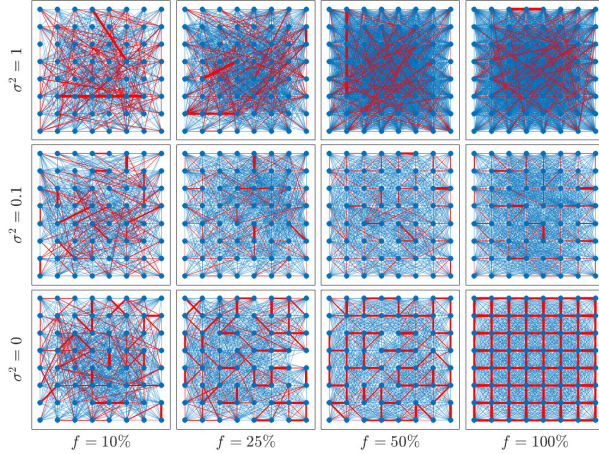 σ² = 1
σ² = 0.1
σ² = 0
f = 10% f = 25% f = 50% f = 100%